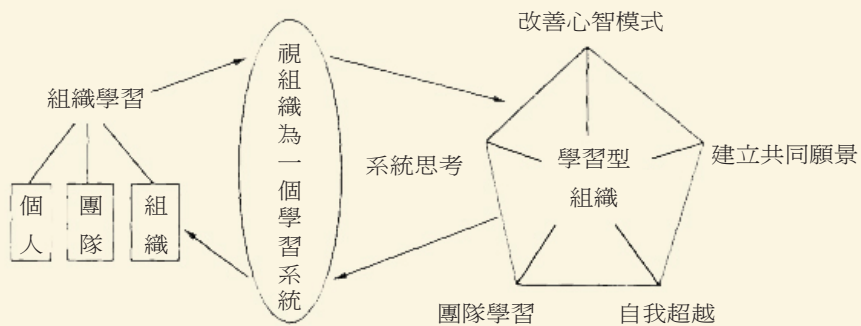 改善心智模式
組織學習
個人
團隊
組織
視組織為一個學習系統
系統思考
學習型
組織
建立共同願景
團隊學習
自我超越